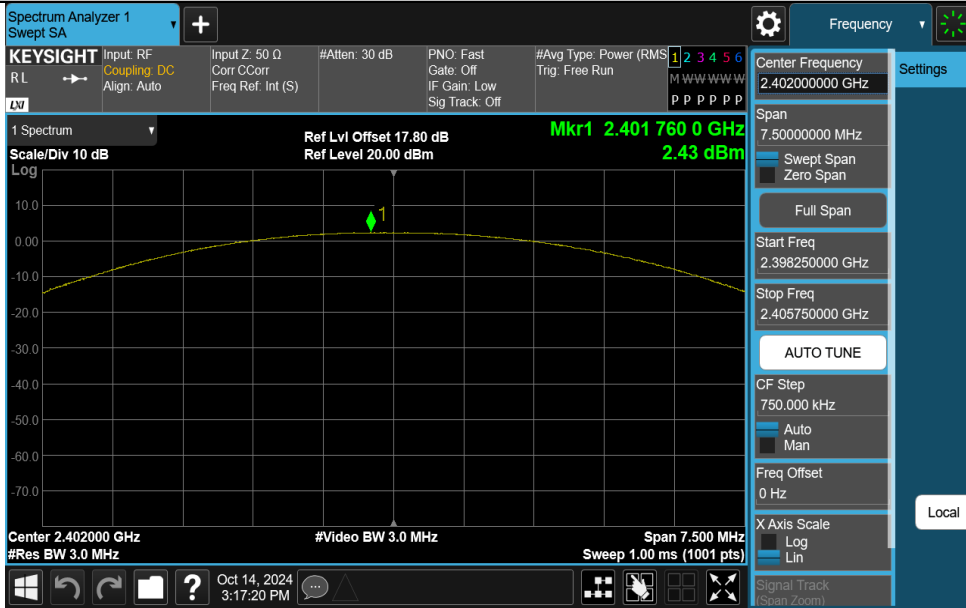 Spectrum Analyzer 1
Swept SA
Frequency
KEYSIGHT
RL
LXI
Input: RF
Coupling: DC
Align: Auto
Input Z: 50 Ω
Corr CCorr
Freq Ref: Int (S)
#Atten: 30 dB
PNO: Fast
Gate: Off
IF Gain: Low
Sig Track: Off
#Avg Type: Power (RMS
Trig: Free Run
1 2 3 4 5 6
M W W W W W
P P P P P P
1 Spectrum
Scale/Div 10 dB
Log
Ref Lvl Offset 17.80 dB
Ref Level 20.00 dBm
Mkr1 2.401 760 0 GHz
2.43 dBm
1
10.0
0.00
-10.0
-20.0
-30.0
-40.0
-50.0
-60.0
-70.0
Center 2.402000 GHz
#Res BW 3.0 MHz
#Video BW 3.0 MHz
Span 7.500 MHz
Sweep 1.00 ms (1001 pts)
Oct 14, 2024
3:17:20 PM
Center Frequency
2.402000000 GHz
Span
7.50000000 MHz
Swept Span
Zero Span
Full Span
Start Freq
2.398250000 GHz
Stop Freq
2.405750000 GHz
AUTO TUNE
CF Step
750.000 kHz
Auto
Man
Freq Offset
0 Hz
X Axis Scale
Log
Lin
Signal Track
(Span Zoom)
Settings
Local